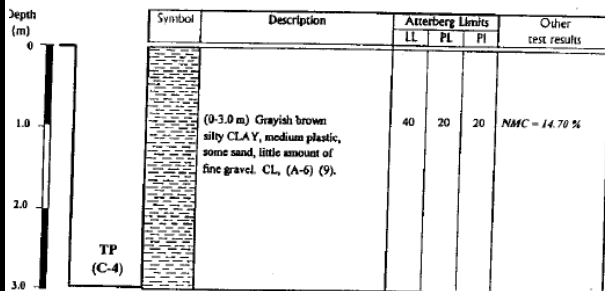 Depth
(m)
Symbol
Description
Atterberg Limits
LL
PL
PI
Other
test results
0
1.0
2.0
3.0
TP
(C-4)
(0-3.0 m) Grayish brown
silty CLAY, medium plastic,
some sand, little amount of
fine gravel. CL, (A-6) (9).
40
20
20
NMC = 14.70 %